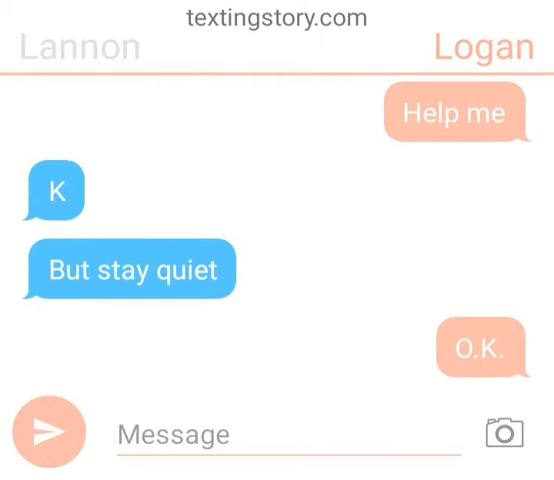 textingstory.com
Lannon Logan
Help me
K
But stay quiet
O.K.
Message